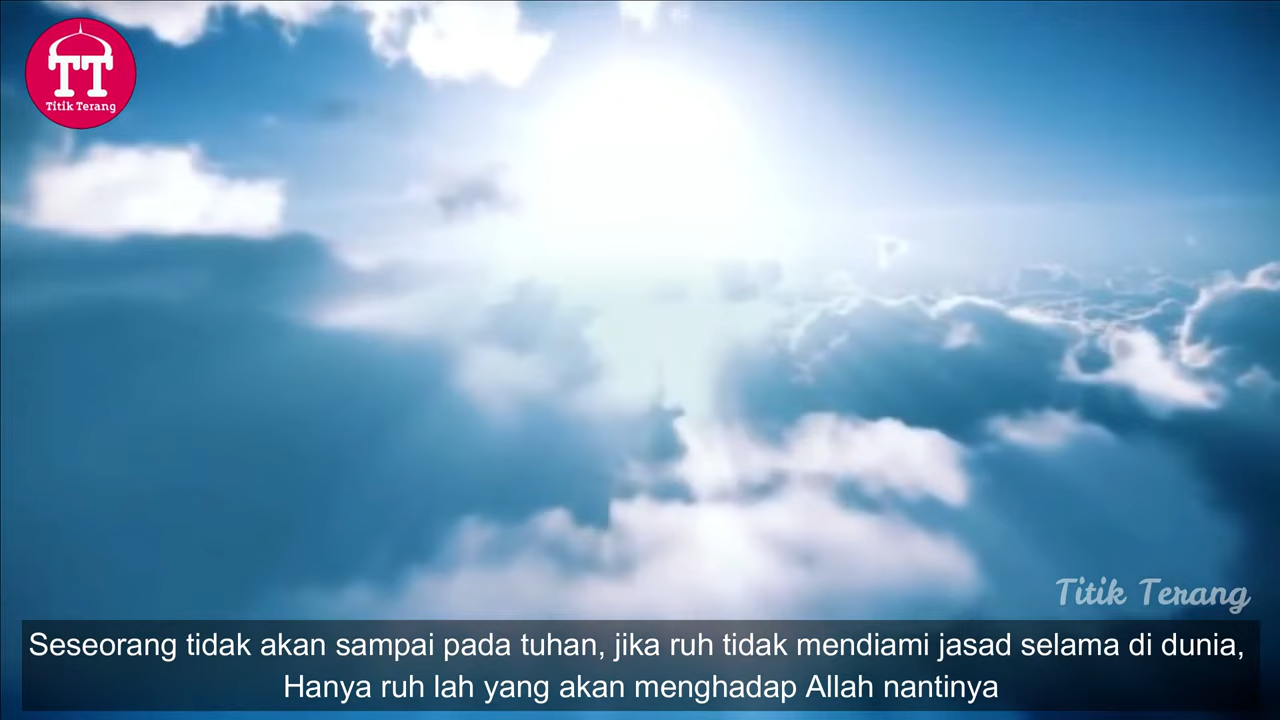 TT
Titik Terang
Titik Terang
Seseorang tidak akan sampai pada tuhan, jika ruh tidak mendiami jasad selama di dunia,
Hanya ruh lah yang akan menghadap Allah nantinya